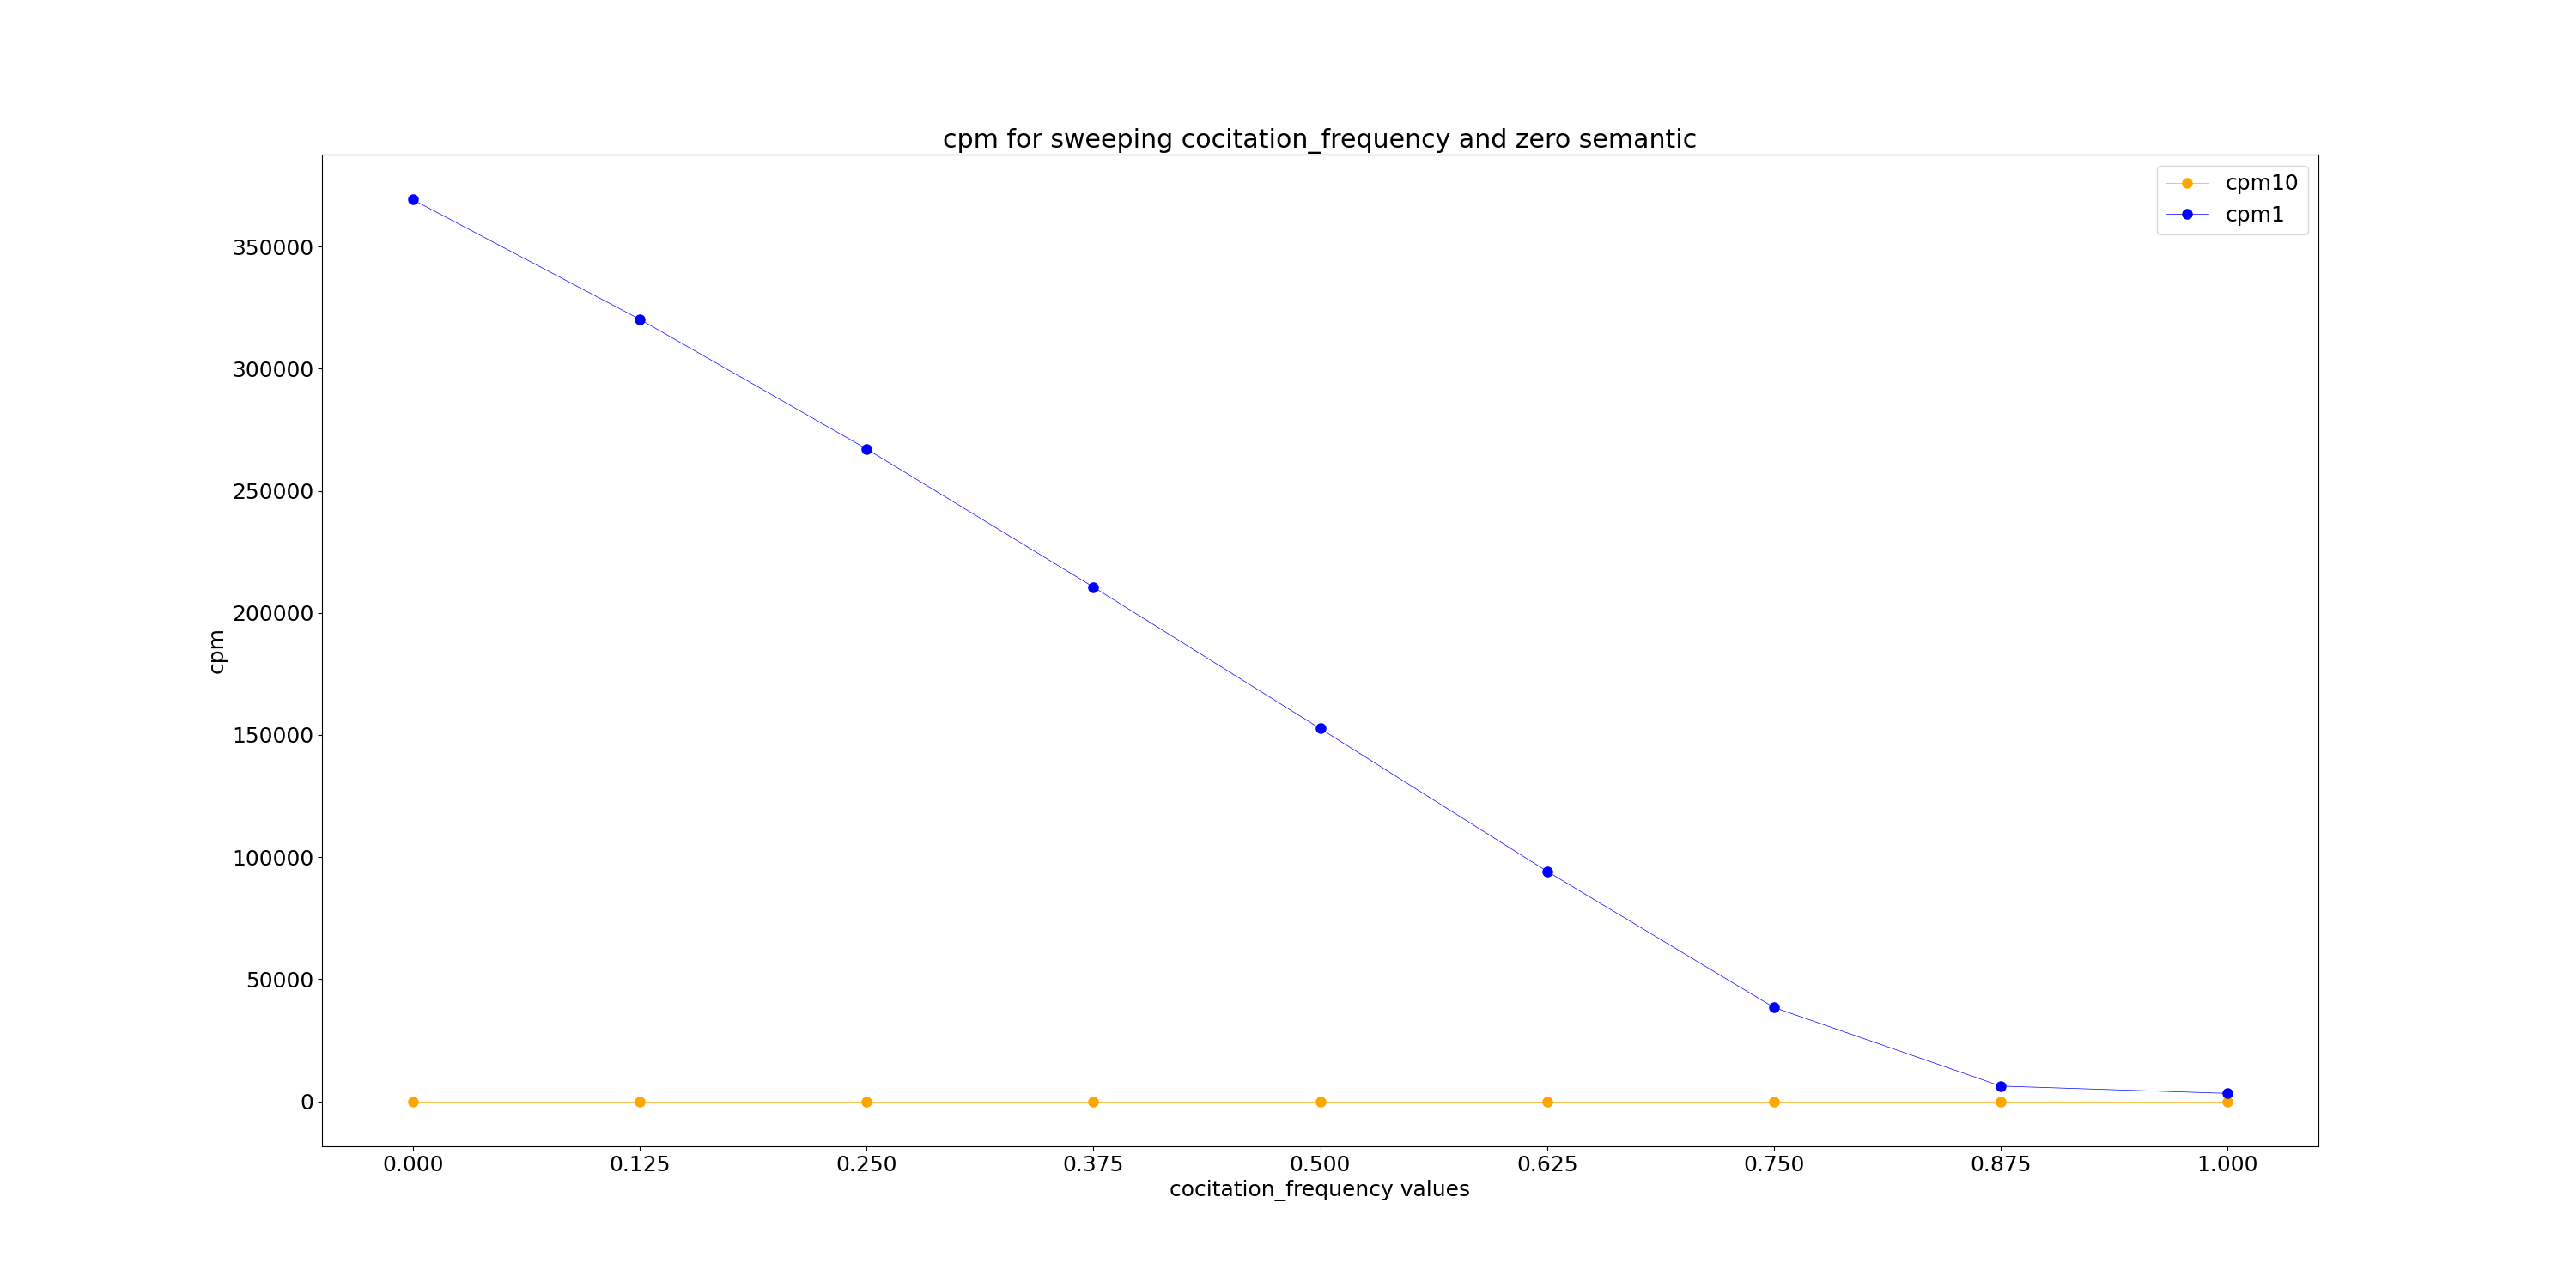 cpm for sweeping cocitation_frequency and zero semantic
cpm10
cpm1
350000
300000
250000
200000
150000
100000
50000
0
cpm
0.000 0.125 0.250 0.375 0.500 0.625 0.750 0.875 1.000
cocitation_frequency values